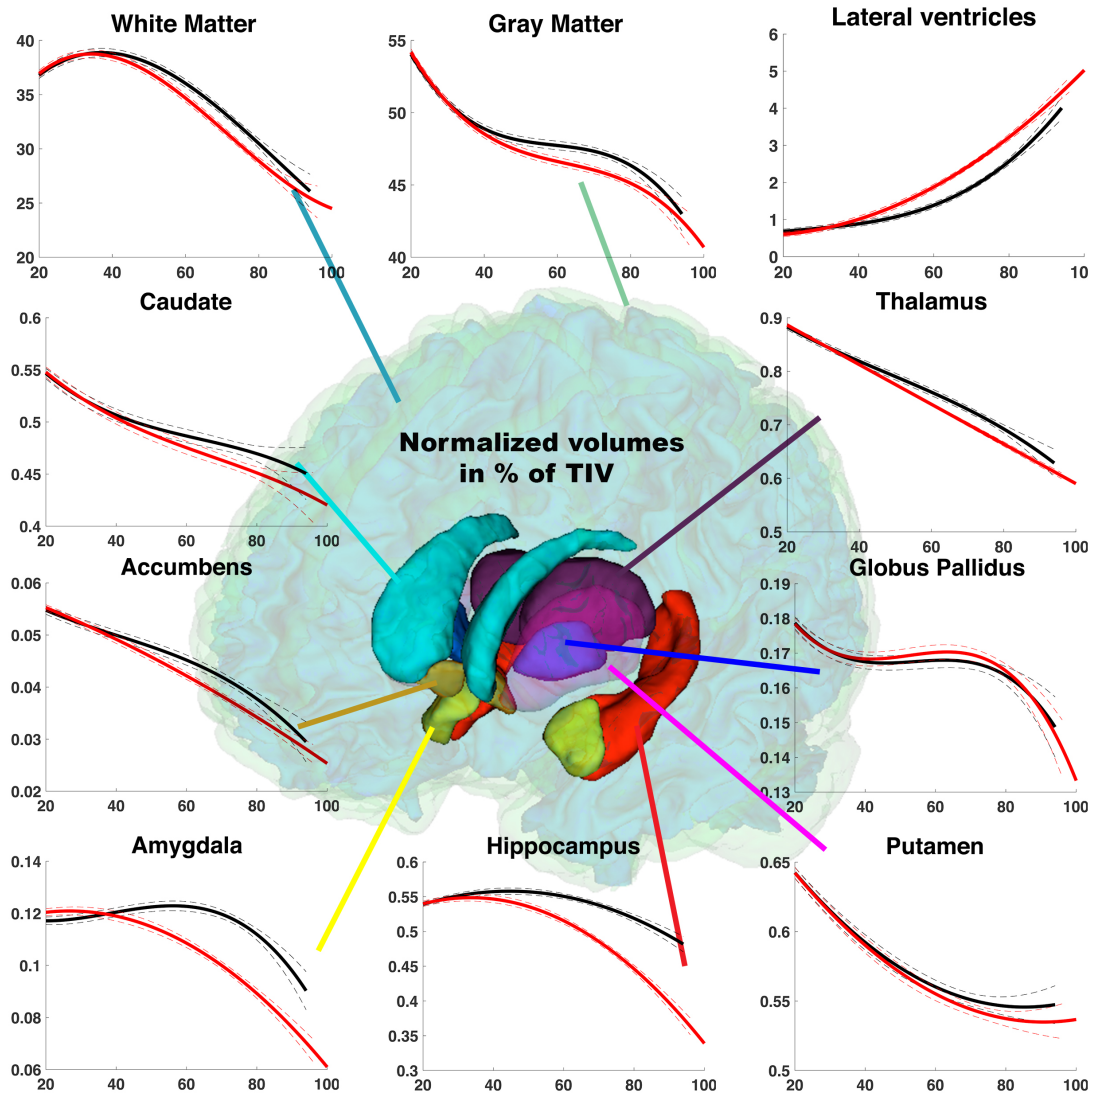 White Matter
40
35
30
25
20
20 40 60 80 100
Gray Matter
55
50
45
40
20 40 60 80 100
Lateral ventricles
6
5
4
3
2
1
0
20 40 60 80 10
Caudate
0.6
0.55
0.5
0.45
0.4
20 40 60 80 100
Thalamus
0.9
0.8
0.7
0.6
0.5
20 40 60 80 100
Normalized volumes
in % of TIV
Accumbens
0.06
0.05
0.04
0.03
0.02
20 40 60 80 100
Globus Pallidus
0.19
0.18
0.17
0.16
0.15
0.14
0.13
20 40 60 80 100
Amygdala
0.14
0.12
0.1
0.08
0.06
20 40 60 80 100
Hippocampus
0.6
0.55
0.5
0.45
0.4
0.35
0.3
20 40 60 80 100
Putamen
0.65
0.6
0.55
0.5
20 40 60 80 100